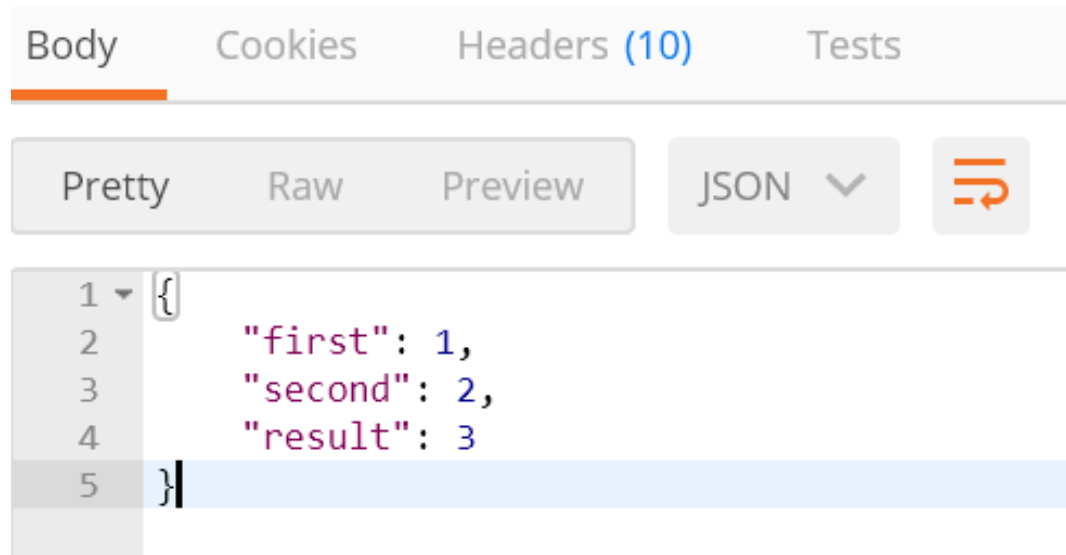 Body Cookies Headers (10) Tests
Pretty Raw Preview JSON
1 {
2 "first": 1,
3 "second": 2,
4 "result": 3
5 }